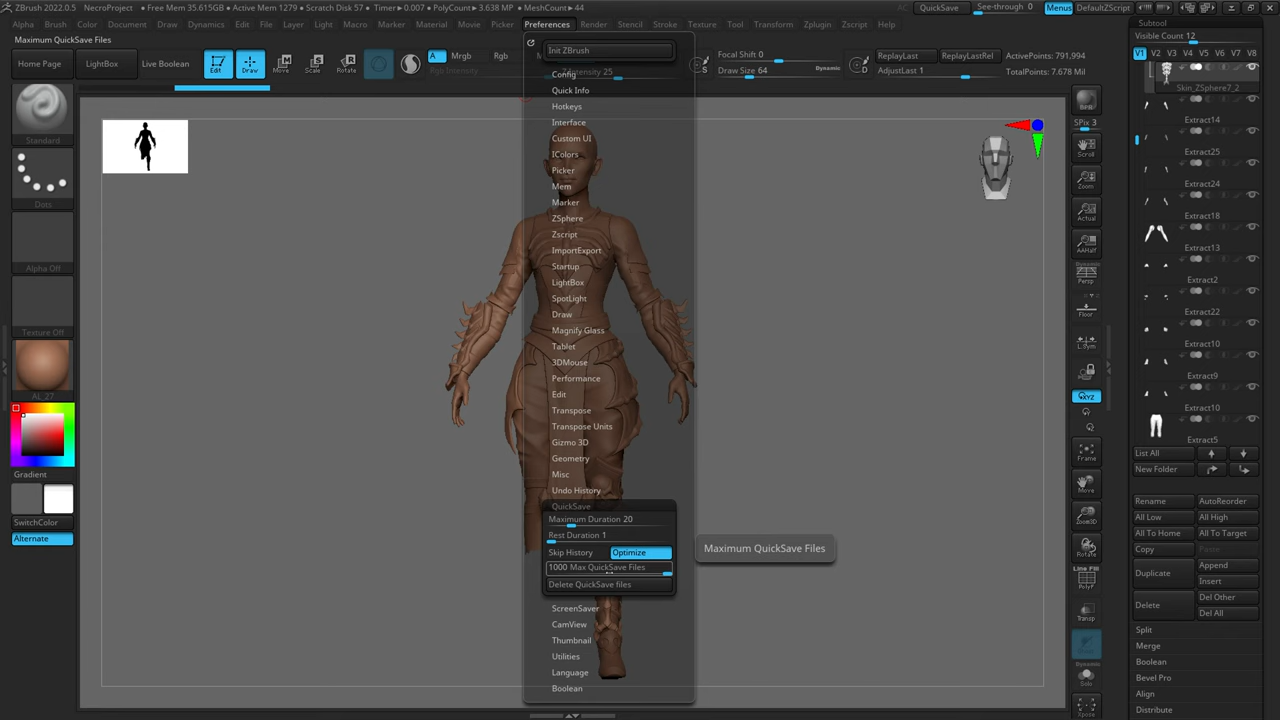 ZBrush 2022.0.5 NecroProject • Free Mem 35.615GB • Active Mem 1279 • Scratch Disk 57 • Timer►0.007 • PolyCount►3.638 MP • MeshCount►44 QuickSave See-through 0 Menus DefaultZScript
Alpha Brush Color Document Draw Dynamics Edit File Layer Light Macro Marker Material Movie Picker Preferences Render Stencil Stroke Texture Tool Transform Zplugin Zscript Help
Maximum QuickSave Files
Home Page LightBox Live Boolean Edit Draw Move Scale Rotate A Mrgb Rgb
Focal Shift 0
Draw Size 64 Dynamic
ReplayLast ReplayLastRel ActivePoints: 791,994
AdjustLast 1 TotalPoints: 7.678 Mil
Standard
Dots
Alpha Off
Texture Off
AL_27
Gradient
SwitchColor
Alternate
Init ZBrush
Config
Quick Info
Hotkeys
Interface
Custom UI
IColors
Picker
Mem
Marker
ZSphere
Zscript
ImportExport
Startup
LightBox
SpotLight
Draw
Magnify Glass
Tablet
3DMouse
Performance
Edit
Transpose
Transpose Units
Gizmo 3D
Geometry
Misc
Undo History
QuickSave
Maximum Duration 20
Rest Duration 1
Skip History Optimize
1000 Max QuickSave Files
Delete QuickSave files
ScreenSaver
CamView
Thumbnail
Utilities
Language
Boolean
Maximum QuickSave Files
BPR
SPix 3
Scroll
Zoom
Actual
AAHalf
Dynamic
Persp
Floor
L.Sym
XYZ
Frame
Move
Zoom3D
Rotate
Line Fill
PolyF
Transp
Dynamic
Solo
Xpose
Subtool
Visible Count 12
V1 V2 V3 V4 V5 V6 V7 V8
Skin_ZSphere7_2
Extract14
Extract25
Extract24
Extract18
Extract13
Extract2
Extract22
Extract10
Extract9
Extract10
Extract5
List All
New Folder
Rename AutoReorder
All Low All High
All To Home All To Target
Copy Paste
Duplicate Append
Insert
Delete Del Other
Del All
Split
Merge
Boolean
Bevel Pro
Align
Distribute